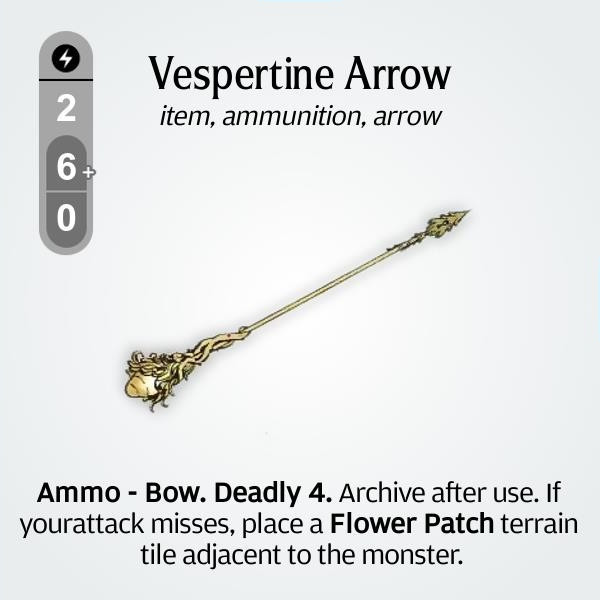 Vespertine Arrow
item, ammunition, arrow
2
6+
0
Ammo - Bow. Deadly 4. Archive after use. If
yourattack misses, place a Flower Patch terrain
tile adjacent to the monster.